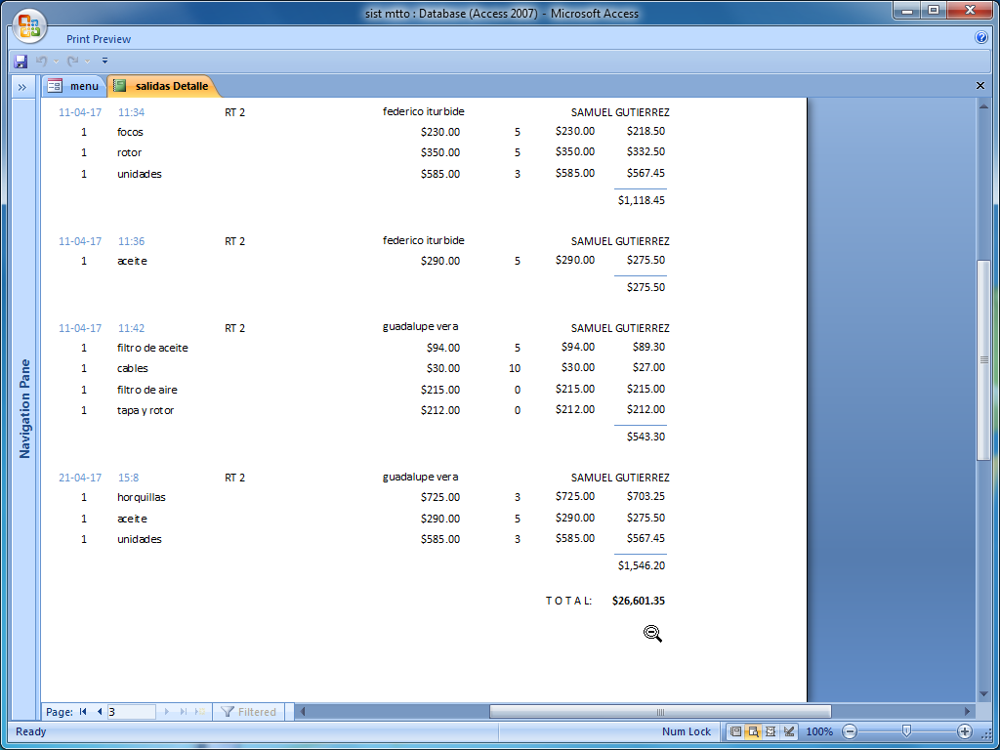 sist mtto : Database (Access 2007) - Microsoft Access
Print Preview
menu
salidas Detalle
11-04-17 11:34 RT 2 federico iturbide SAMUEL GUTIERREZ
1 focos $230.00 5 $230.00 $218.50
1 rotor $350.00 5 $350.00 $332.50
1 unidades $585.00 3 $585.00 $567.45
$1,118.45
11-04-17 11:36 RT 2 federico iturbide SAMUEL GUTIERREZ
1 aceite $290.00 5 $290.00 $275.50
$275.50
11-04-17 11:42 RT 2 guadalupe vera SAMUEL GUTIERREZ
1 filtro de aceite $94.00 5 $94.00 $89.30
1 cables $30.00 10 $30.00 $27.00
1 filtro de aire $215.00 0 $215.00 $215.00
1 tapa y rotor $212.00 0 $212.00 $212.00
$543.30
21-04-17 15:8 RT 2 guadalupe vera SAMUEL GUTIERREZ
1 horquillas $725.00 3 $725.00 $703.25
1 aceite $290.00 5 $290.00 $275.50
1 unidades $585.00 3 $585.00 $567.45
$1,546.20
T O T A L: $26,601.35
Navigation Pane
Page: 3 Filtered
Ready Num Lock 100%